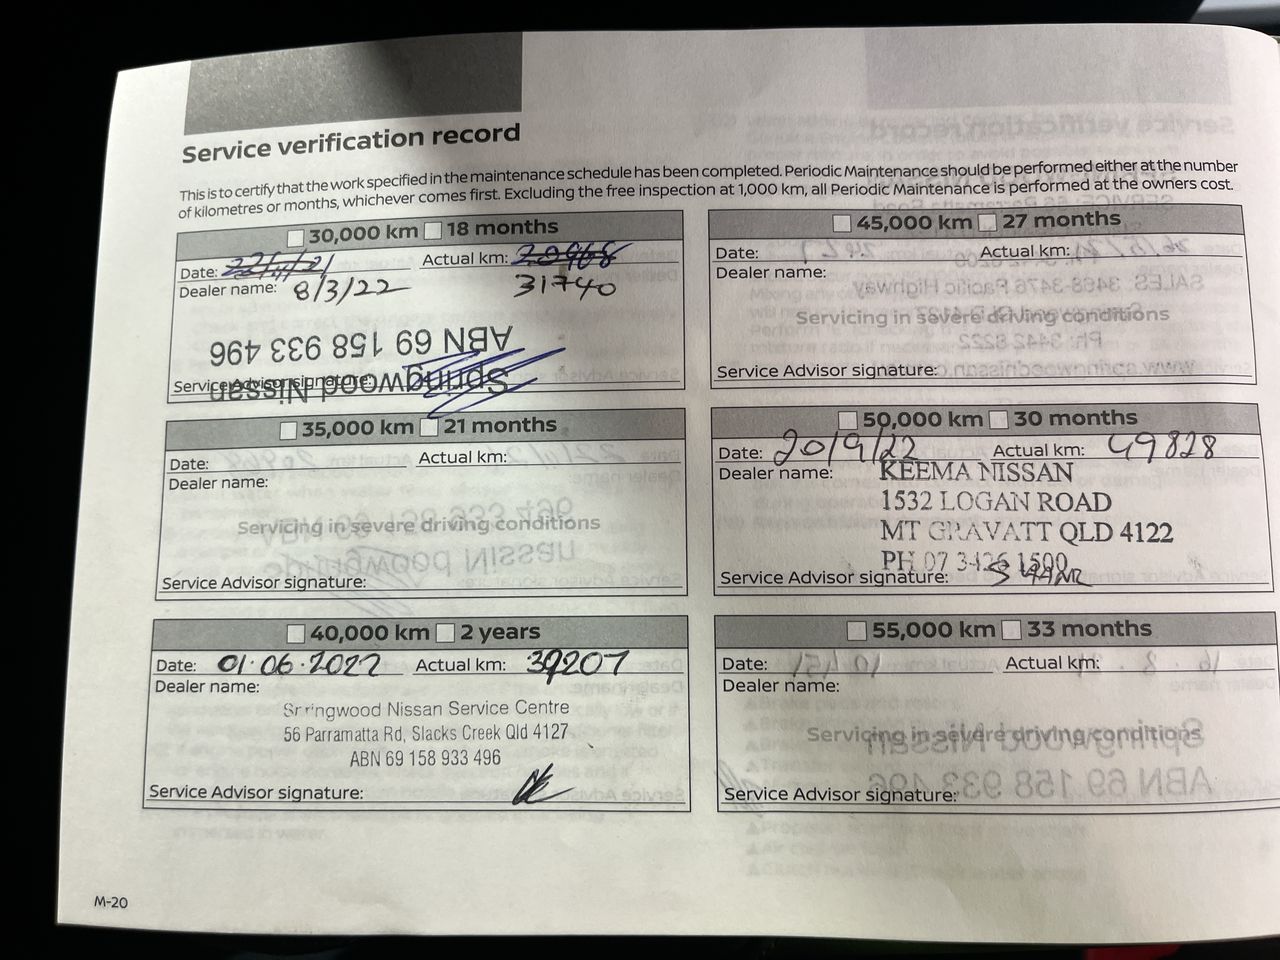 Service verification record
This is to certify that the work specified in the maintenance schedule has been completed. Periodic Maintenance should be performed either at the number
of kilometres or months, whichever comes first. Excluding the free inspection at 1,000 km, all Periodic Maintenance is performed at the owners cost.
30,000 km 18 months
Date: Actual km: 20968
Dealer name: 8/3/22 31740
ABN 69 158 933 496
Springwood Nissan
Service Advisor signature:
35,000 km 21 months
Date: Actual km:
Dealer name:
Servicing in severe driving conditions
Service Advisor signature:
40,000 km 2 years
Date: 01.06.2022 Actual km: 39207
Dealer name:
Springwood Nissan Service Centre
56 Parramatta Rd, Slacks Creek Qld 4127
ABN 69 158 933 496
Service Advisor signature:
45,000 km 27 months
Date: Actual km:
Dealer name:
Servicing in severe driving conditions
Service Advisor signature:
50,000 km 30 months
Date: 20/9/22 Actual km: 49828
Dealer name: KEEMA NISSAN
1532 LOGAN ROAD
MT GRAVATT QLD 4122
PH 07 3426 1500
Service Advisor signature:
55,000 km 33 months
Date: Actual km:
Dealer name:
Servicing in severe driving conditions
Service Advisor signature:
M-20